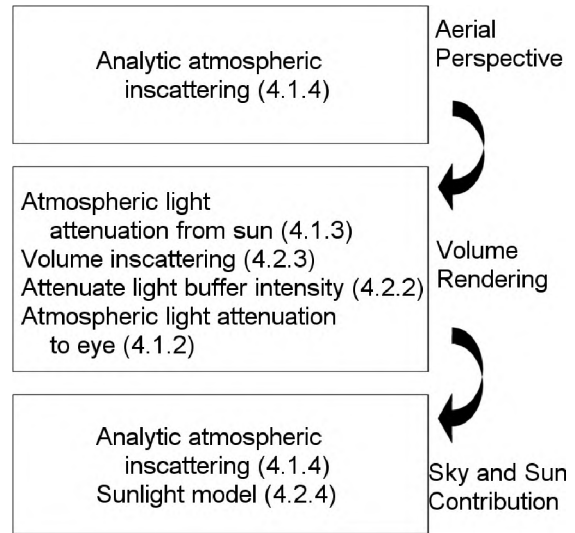 Analytic atmospheric
inscattering (4.1.4)
Aerial
Perspective
Atmospheric light
attenuation from sun (4.1.3)
Volume inscattering (4.2.3)
Attenuate light buffer intensity (4.2.2)
Atmospheric light attenuation
to eye (4.1.2)
Volume
Rendering
Analytic atmospheric
inscattering (4.1.4)
Sunlight model (4.2.4)
Sky and Sun
Contribution